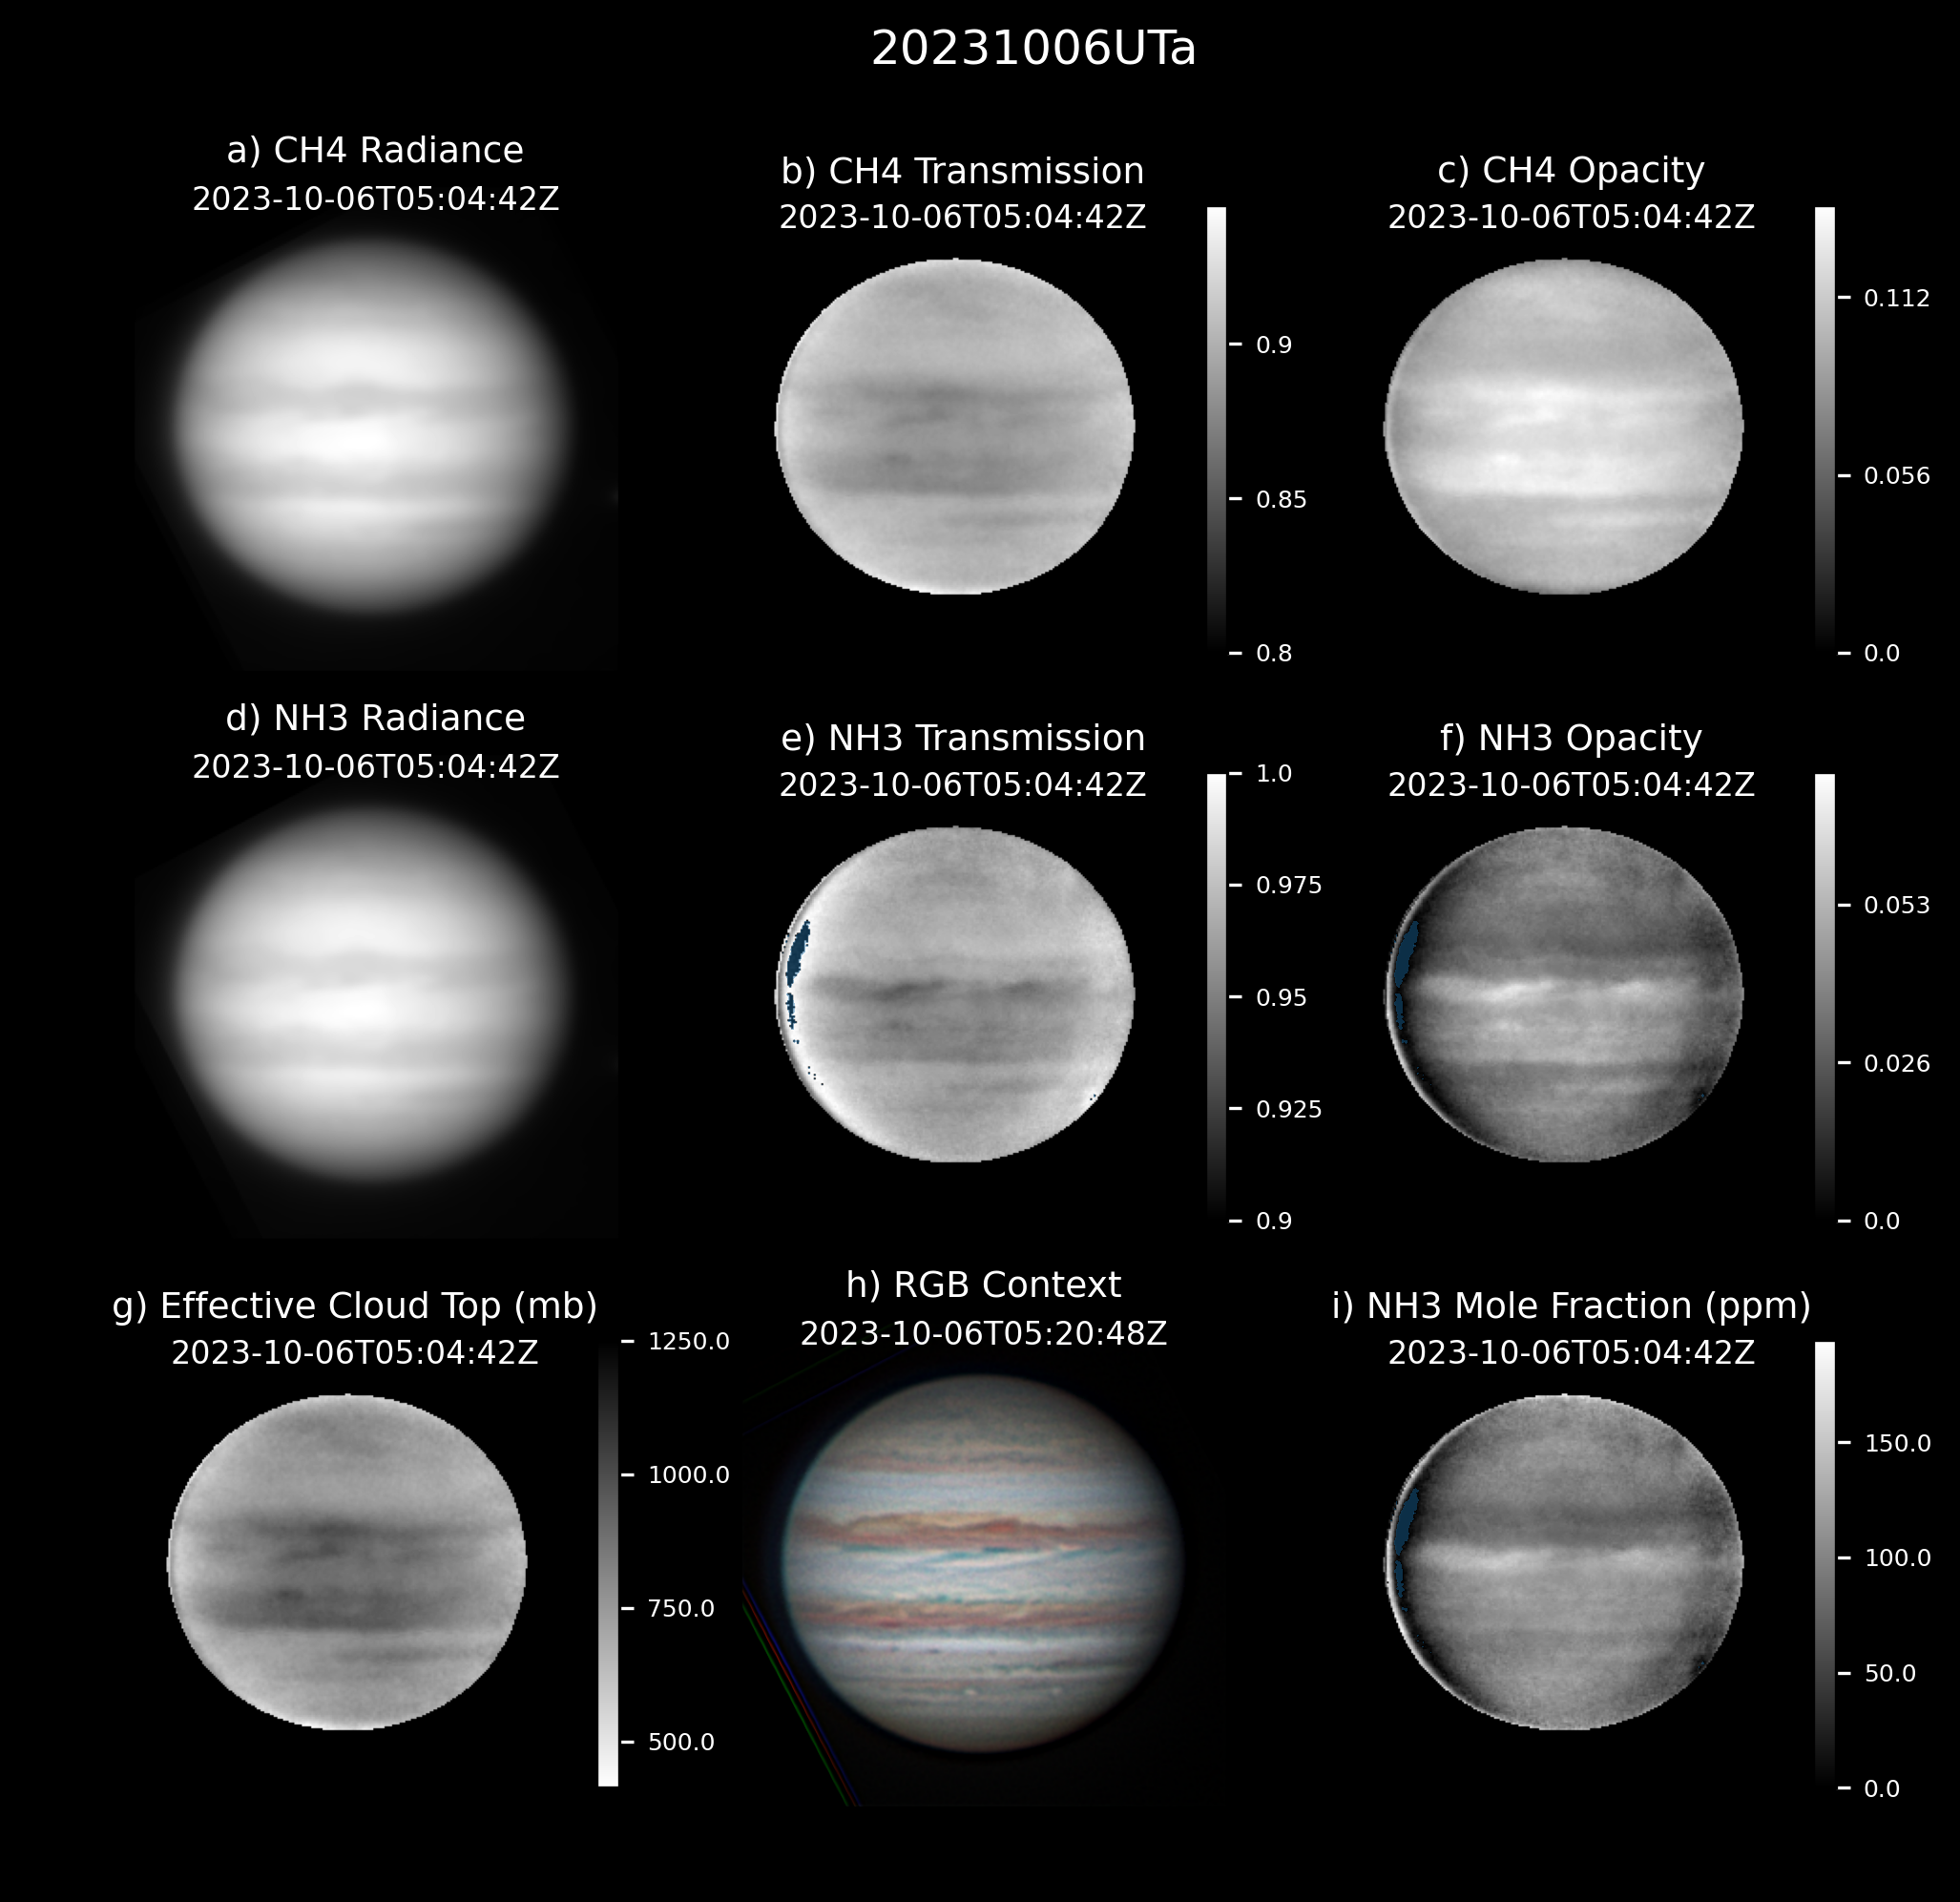 20231006UTa
a) CH4 Radiance
2023-10-06T05:04:42Z
b) CH4 Transmission
2023-10-06T05:04:42Z
0.9
0.85
0.8
c) CH4 Opacity
2023-10-06T05:04:42Z
0.112
0.056
0.0
d) NH3 Radiance
2023-10-06T05:04:42Z
e) NH3 Transmission
2023-10-06T05:04:42Z
1.0
0.975
0.95
0.925
0.9
f) NH3 Opacity
2023-10-06T05:04:42Z
0.053
0.026
0.0
g) Effective Cloud Top (mb)
2023-10-06T05:04:42Z
1250.0
1000.0
750.0
500.0
h) RGB Context
2023-10-06T05:20:48Z
i) NH3 Mole Fraction (ppm)
2023-10-06T05:04:42Z
150.0
100.0
50.0
0.0